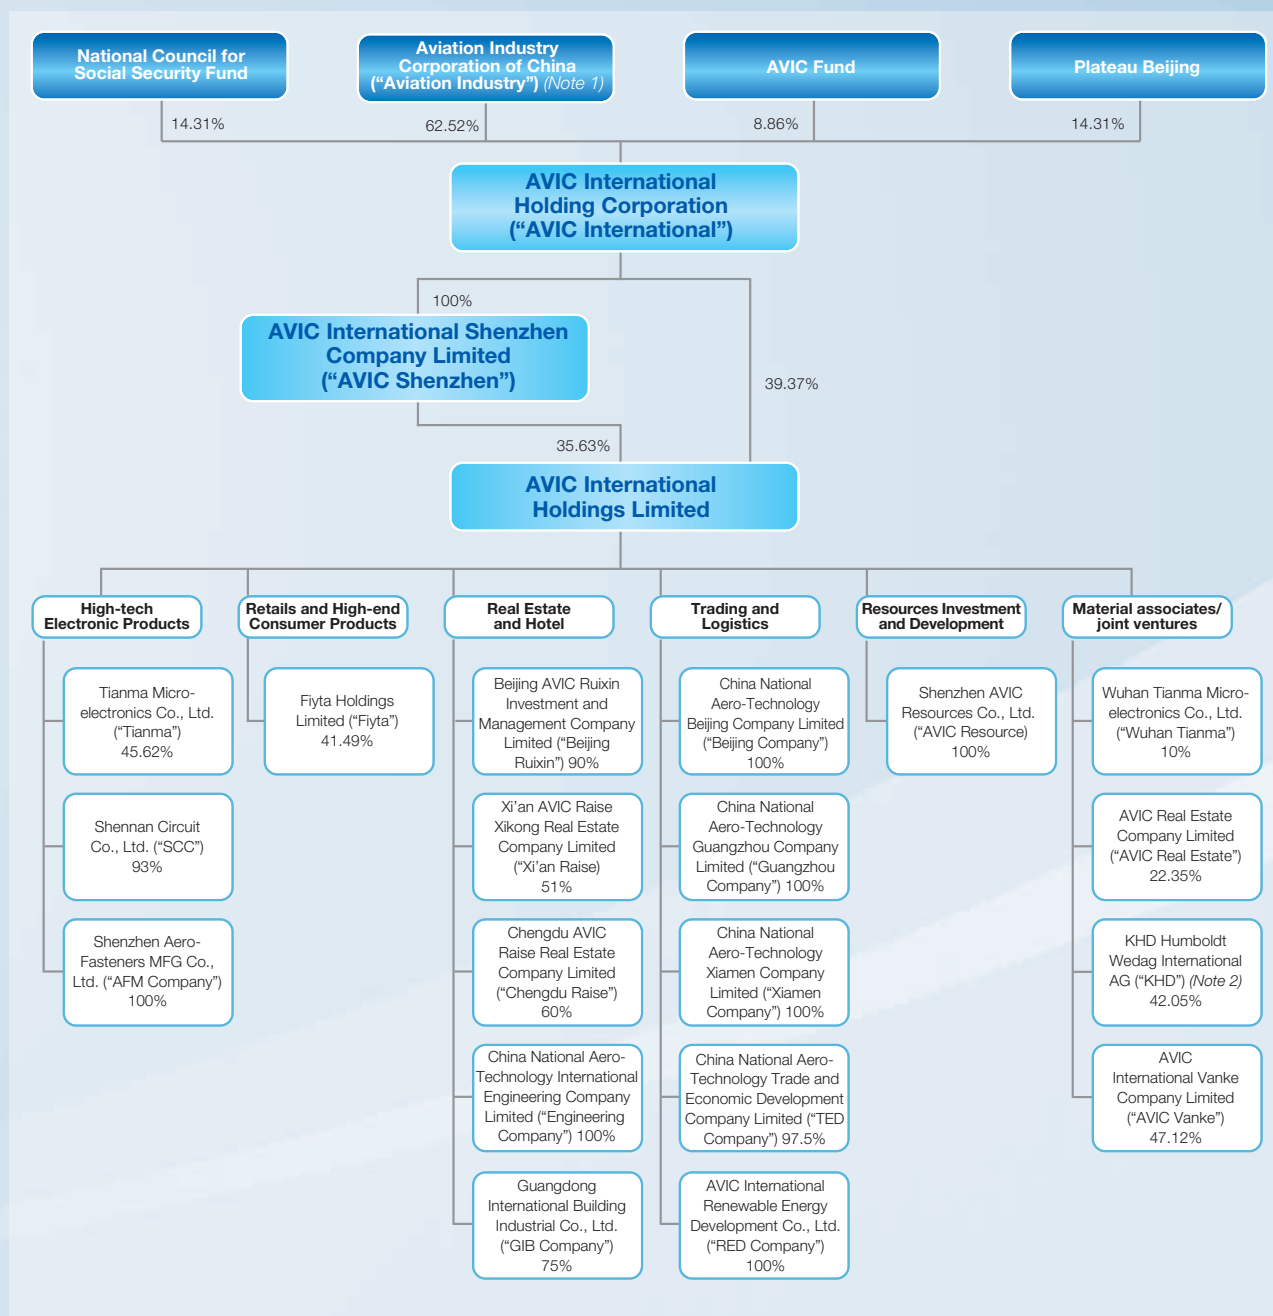 National Council for
Social Security Fund
Aviation Industry
Corporation of China
(“Aviation Industry”) (Note 1)
AVIC Fund
Plateau Beijing
14.31%
62.52%
8.86%
14.31%
AVIC International
Holding Corporation
(“AVIC International”)
100%
AVIC International Shenzhen
Company Limited
(“AVIC Shenzhen”)
39.37%
35.63%
AVIC International
Holdings Limited
High-tech
Electronic Products
Tianma Micro-
electronics Co., Ltd.
(“Tianma”)
45.62%
Shennan Circuit
Co., Ltd. (“SCC”)
93%
Shenzhen Aero-
Fasteners MFG Co.,
Ltd. (“AFM Company”)
100%
Retails and High-end
Consumer Products
Fiyta Holdings
Limited (“Fiyta”)
41.49%
Real Estate
and Hotel
Beijing AVIC Ruixin
Investment and
Management Company
Limited (“Beijing
Ruixin”) 90%
Xi’an AVIC Raise
Xikong Real Estate
Company Limited
(“Xi’an Raise)
51%
Chengdu AVIC
Raise Real Estate
Company Limited
(“Chengdu Raise”)
60%
China National Aero-
Technology International
Engineering Company
Limited (“Engineering
Company”) 100%
Guangdong
International Building
Industrial Co., Ltd.
(“GIB Company”)
75%
Trading and
Logistics
China National
Aero-Technology
Beijing Company Limited
(“Beijing Company”)
100%
China National
Aero-Technology
Guangzhou Company
Limited (“Guangzhou
Company”) 100%
China National
Aero-Technology
Xiamen Company
Limited (“Xiamen
Company”) 100%
China National Aero-
Technology Trade and
Economic Development
Company Limited (“TED
Company”) 97.5%
AVIC International
Renewable Energy
Development Co., Ltd.
(“RED Company”)
100%
Resources Investment
and Development
Shenzhen AVIC
Resources Co., Ltd.
(“AVIC Resource)
100%
Material associates/
joint ventures
Wuhan Tianma Micro-
electronics Co., Ltd.
(“Wuhan Tianma”)
10%
AVIC Real Estate
Company Limited
(“AVIC Real Estate”)
22.35%
KHD Humboldt
Wedag International
AG (“KHD”) (Note 2)
42.05%
AVIC
International Vanke
Company Limited
(“AVIC Vanke”)
47.12%